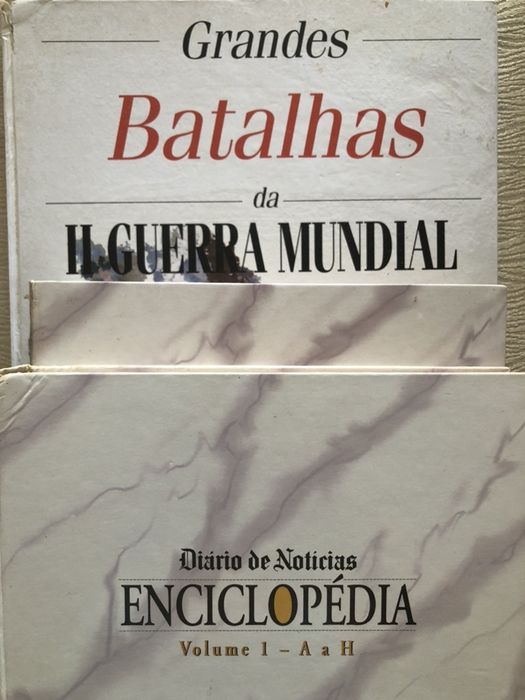 Grandes
Batalhas
da
II GUERRA MUNDIAL
Diário de Notícias
ENCICLOPÉDIA
Volume 1 – A a H